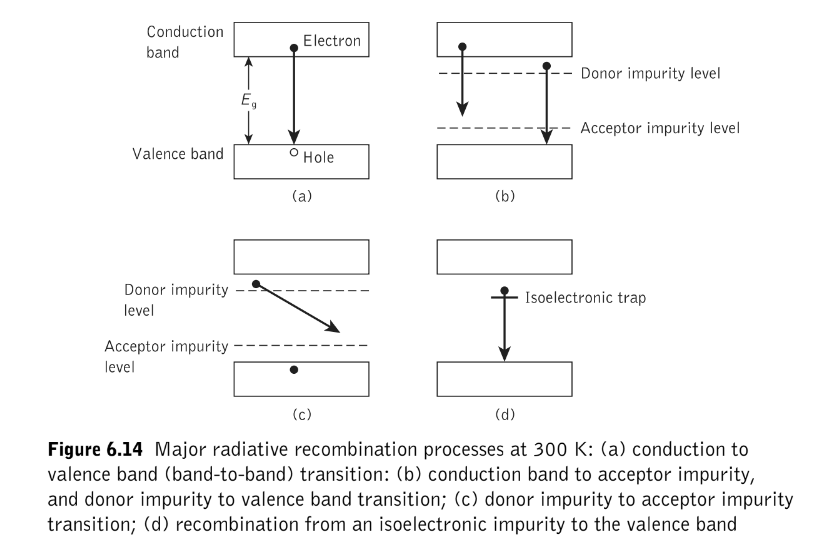 Conduction
band
Electron
Eg
Valence band
Hole
(a)
Donor impurity level
Acceptor impurity level
(b)
Donor impurity
level
Acceptor impurity
level
(c)
Isoelectronic trap
(d)
Figure 6.14 Major radiative recombination processes at 300 K: (a) conduction to
valence band (band-to-band) transition: (b) conduction band to acceptor impurity,
and donor impurity to valence band transition; (c) donor impurity to acceptor impurity
transition; (d) recombination from an isoelectronic impurity to the valence band